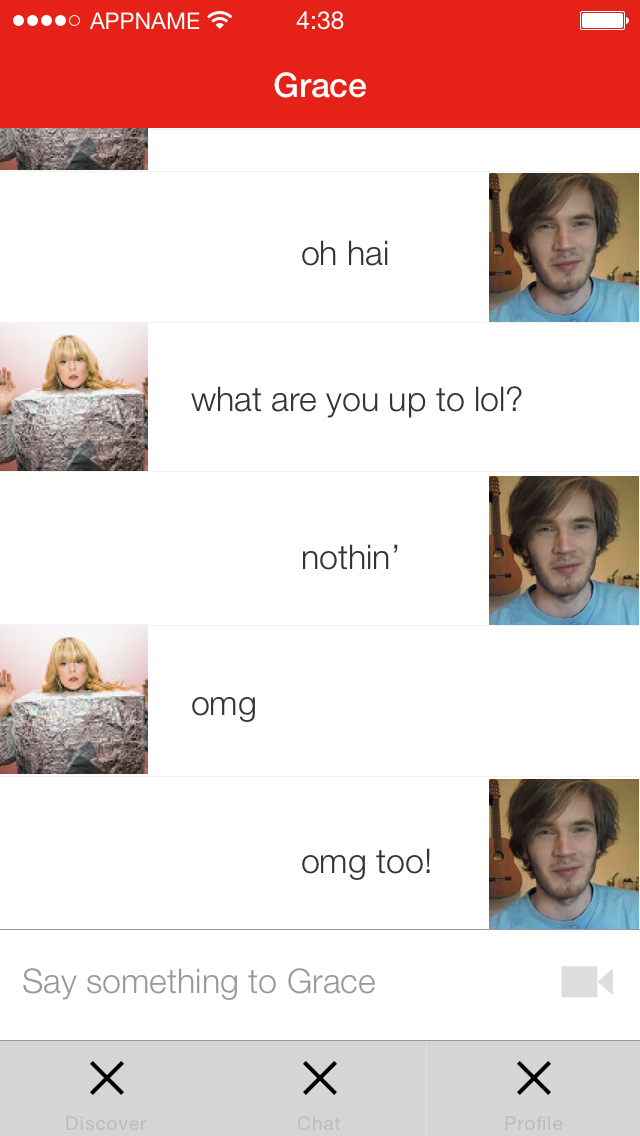 APPNAME 4:38
Grace
oh hai
what are you up to lol?
nothin’
omg
omg too!
Say something to Grace
Discover Chat Profile